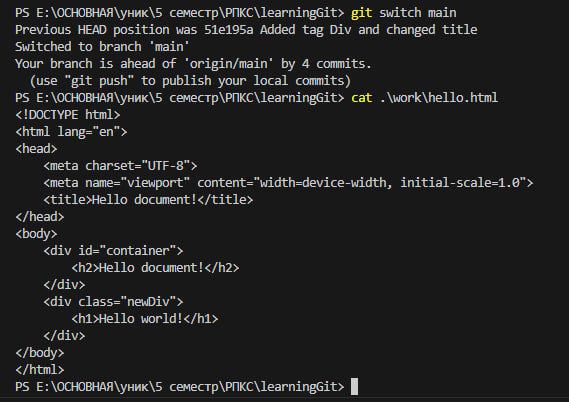 PS E:\ОСНОВНАЯ\уник\5 семестр\РПКС\learningGit> git switch main
Previous HEAD position was 51e195a Added tag Div and changed title
Switched to branch 'main'
Your branch is ahead of 'origin/main' by 4 commits.
  (use "git push" to publish your local commits)
PS E:\ОСНОВНАЯ\уник\5 семестр\РПКС\learningGit> cat .\work\hello.html
<!DOCTYPE html>
<html lang="en">
<head>
    <meta charset="UTF-8">
    <meta name="viewport" content="width=device-width, initial-scale=1.0">
    <title>Hello document!</title>
</head>
<body>
    <div id="container">
        <h2>Hello document!</h2>
    </div>
    <div class="newDiv">
        <h1>Hello world!</h1>
    </div>
</body>
</html>
PS E:\ОСНОВНАЯ\уник\5 семестр\РПКС\learningGit>